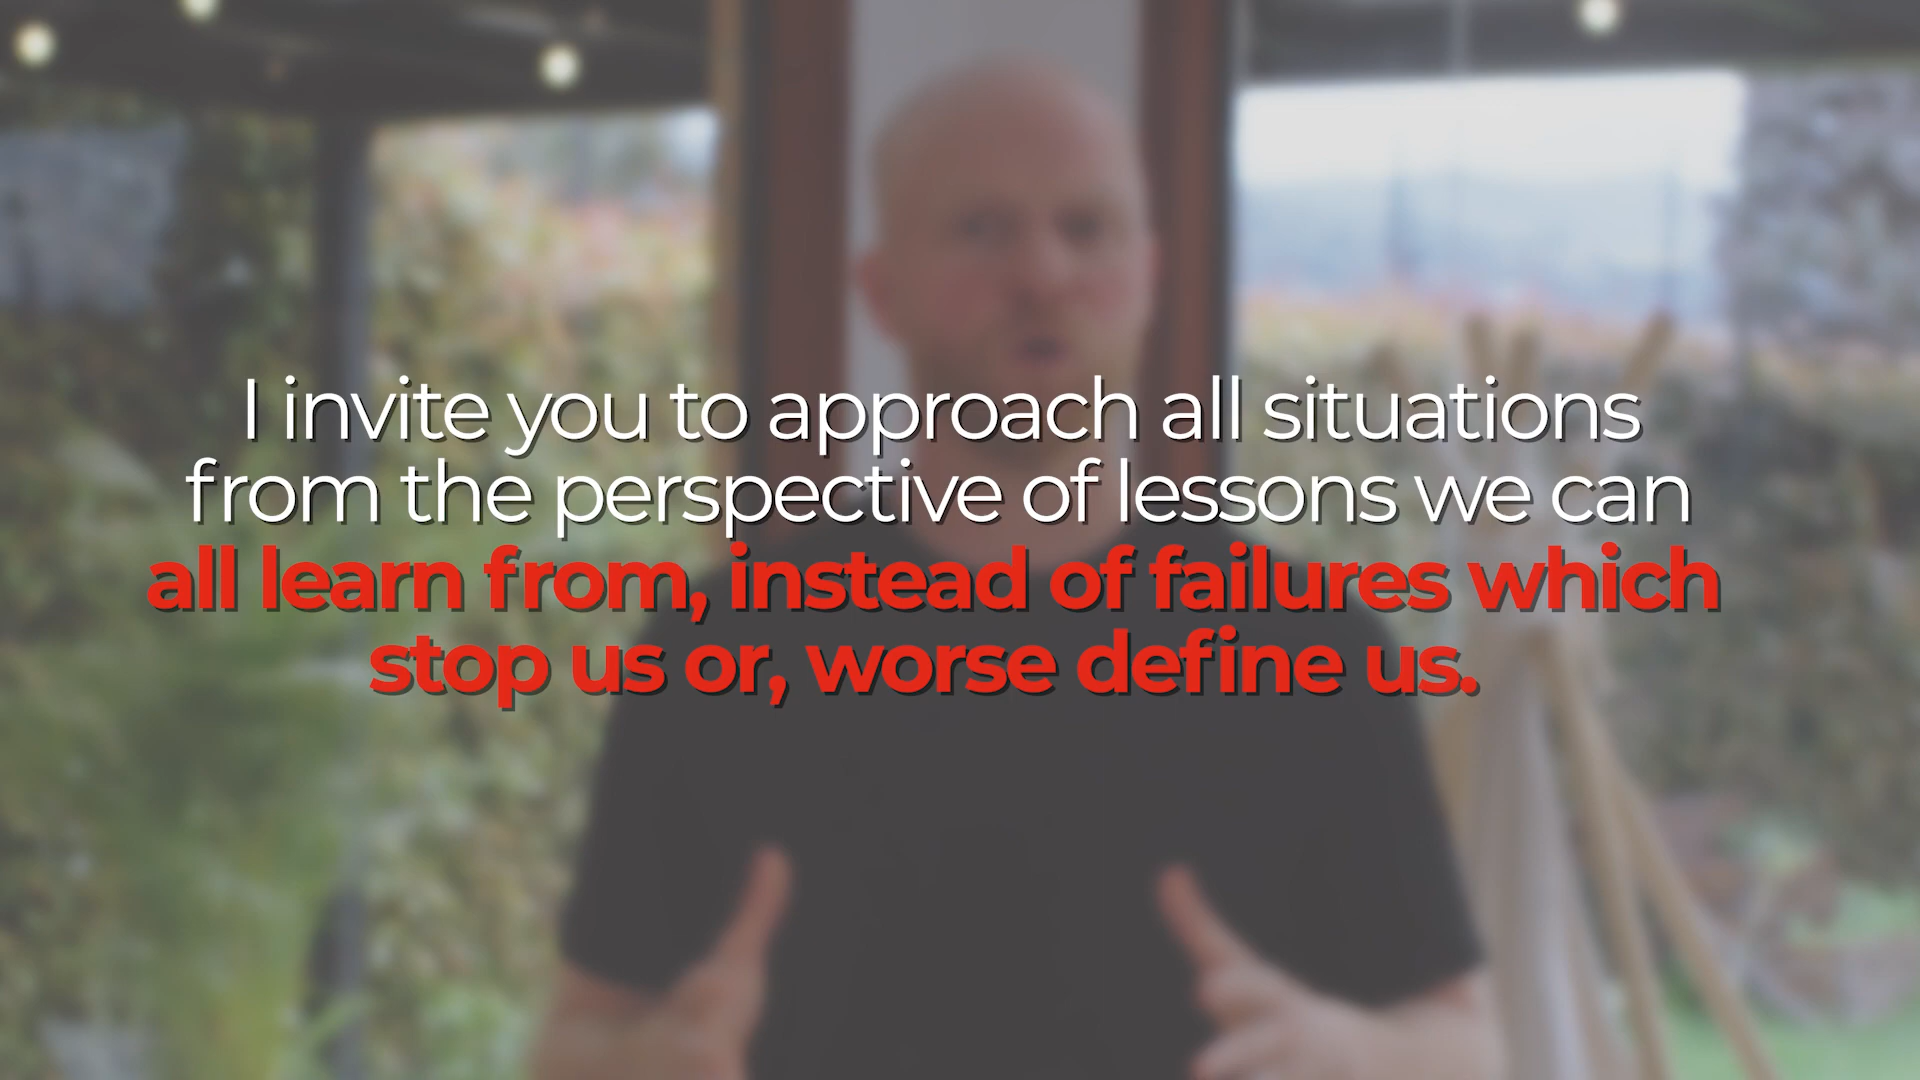 I invite you to approach all situations
from the perspective of lessons we can
all learn from, instead of failures which
stop us or, worse define us.